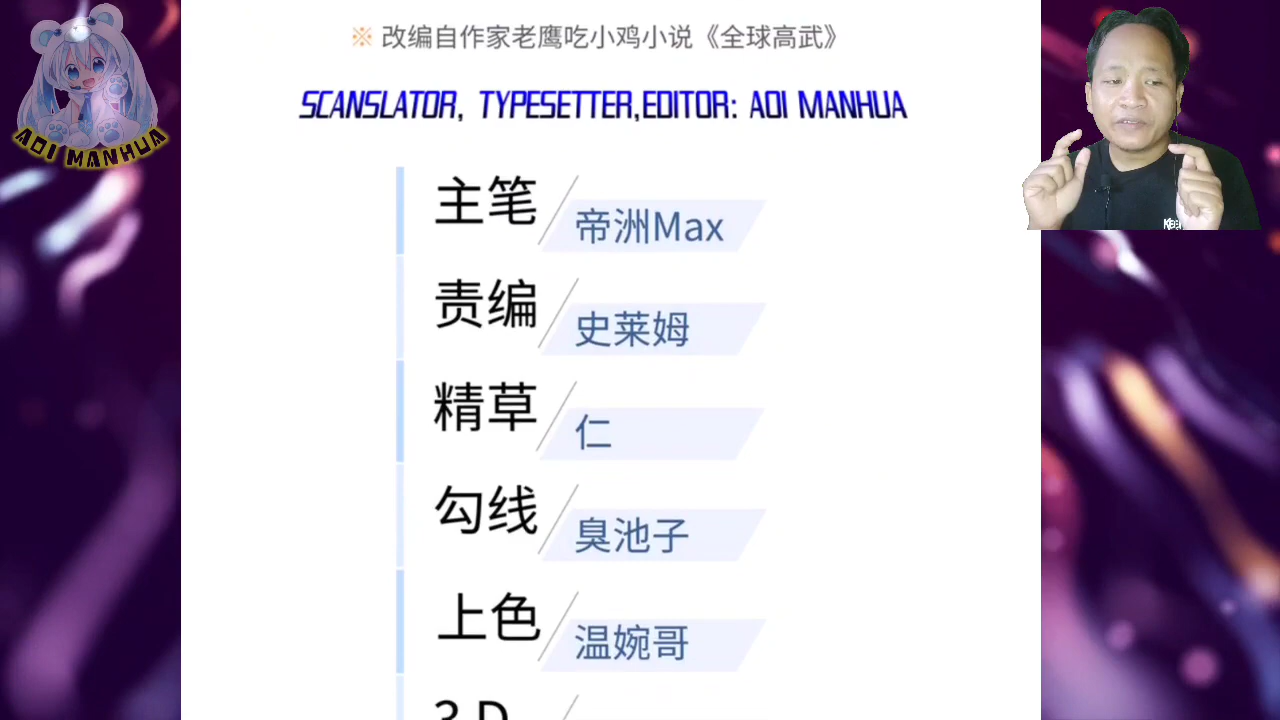 ※ 改编自作家老鹰吃小鸡小说《全球高武》
SCANSLATOR, TYPESETTER,EDITOR: AOI MANHUA
AOI MANHUA
主笔
帝洲Max
责编
史莱姆
精草
仁
勾线
臭池子
上色
温婉哥
3D